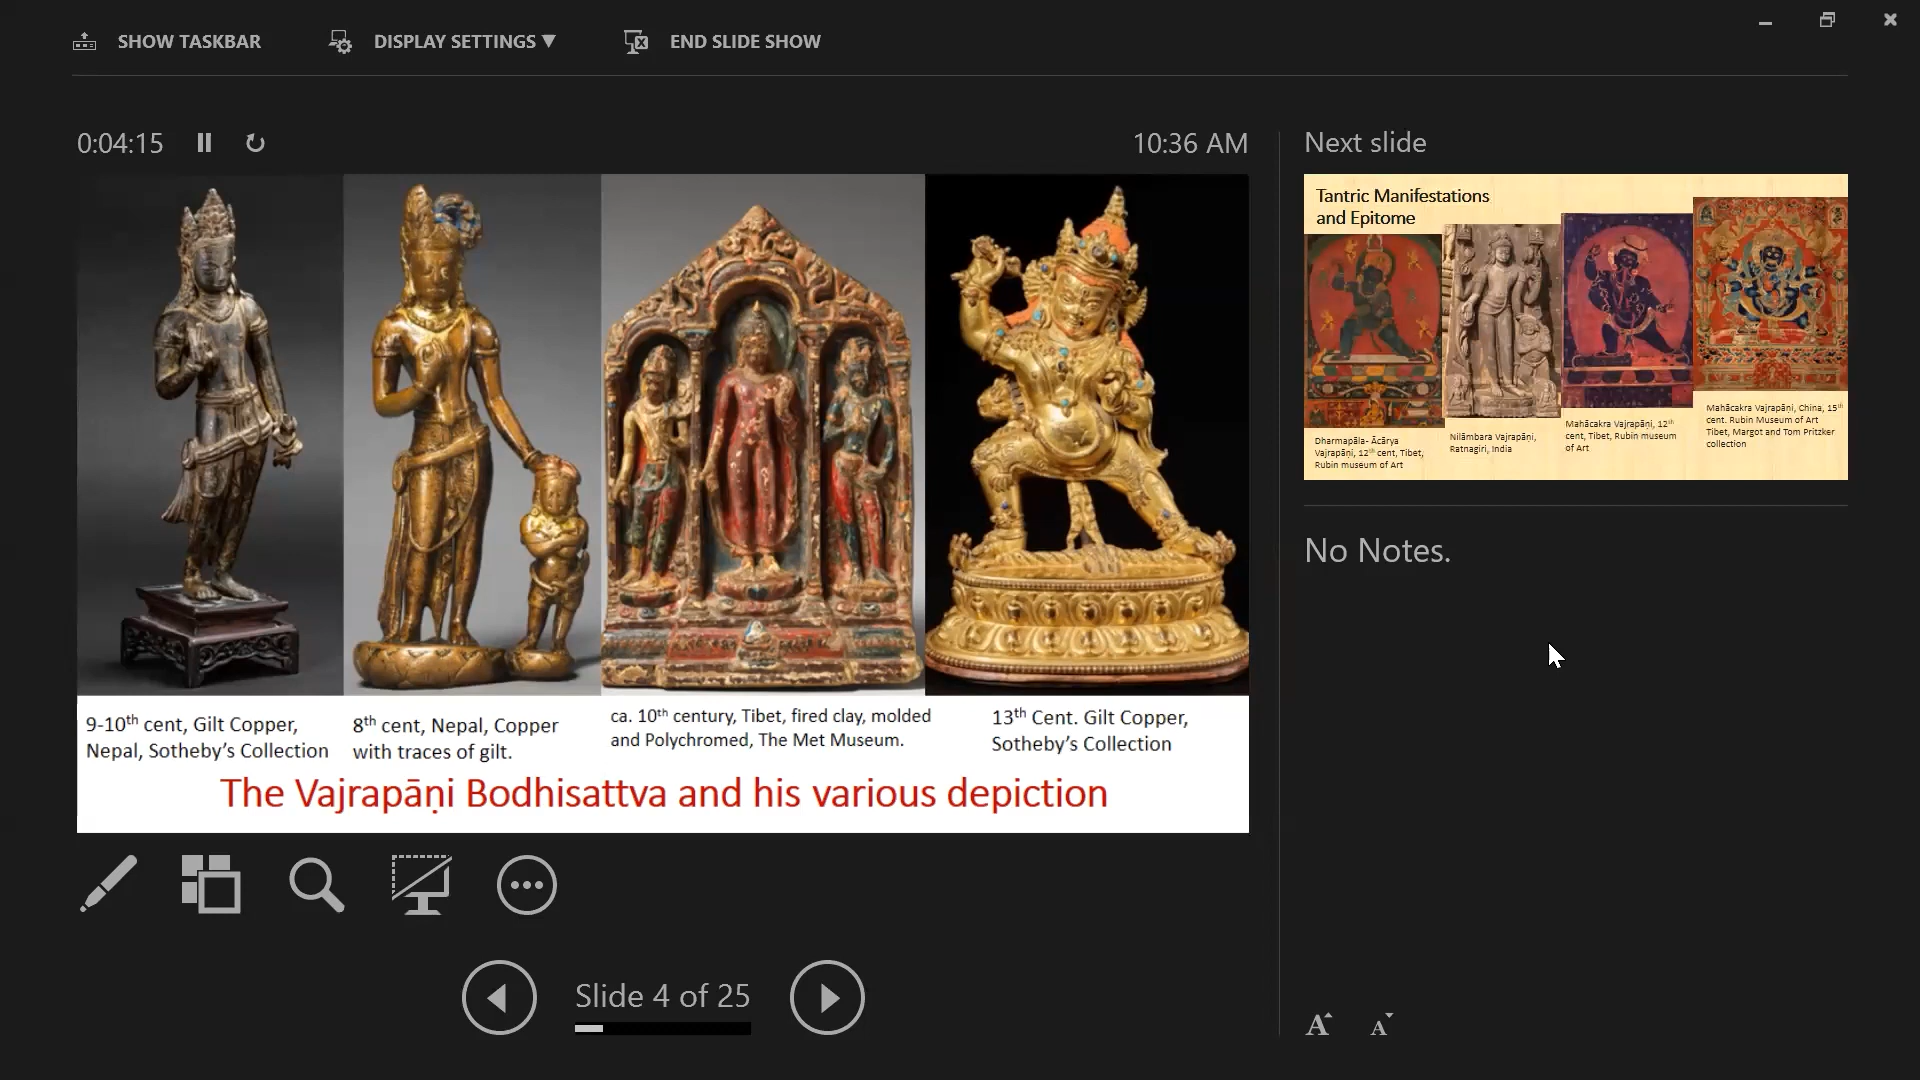 SHOW TASKBAR
DISPLAY SETTINGS ▼
END SLIDE SHOW
0:04:15
10:36 AM
9-10th cent, Gilt Copper,
Nepal, Sotheby’s Collection
8th cent, Nepal, Copper
with traces of gilt.
ca. 10th century, Tibet, fired clay, molded
and Polychromed, The Met Museum.
13th Cent. Gilt Copper,
Sotheby’s Collection
The Vajrapāṇi Bodhisattva and his various depiction
Slide 4 of 25
Next slide
Tantric Manifestations
and Epitome
Dharmapāla- Ācārya
Vajrapāṇi, 12th cent, Tibet,
Rubin museum of Art
Nilāmbara Vajrapāṇi,
Ratnagiri, India
Mahācakra Vajrapāṇi, 12th
cent, Tibet, Rubin museum
of Art
Mahācakra Vajrapāṇi, China, 15th
cent. Rubin Museum of Art
Tibet, Margot and Tom Pritzker
collection
No Notes.
A
A